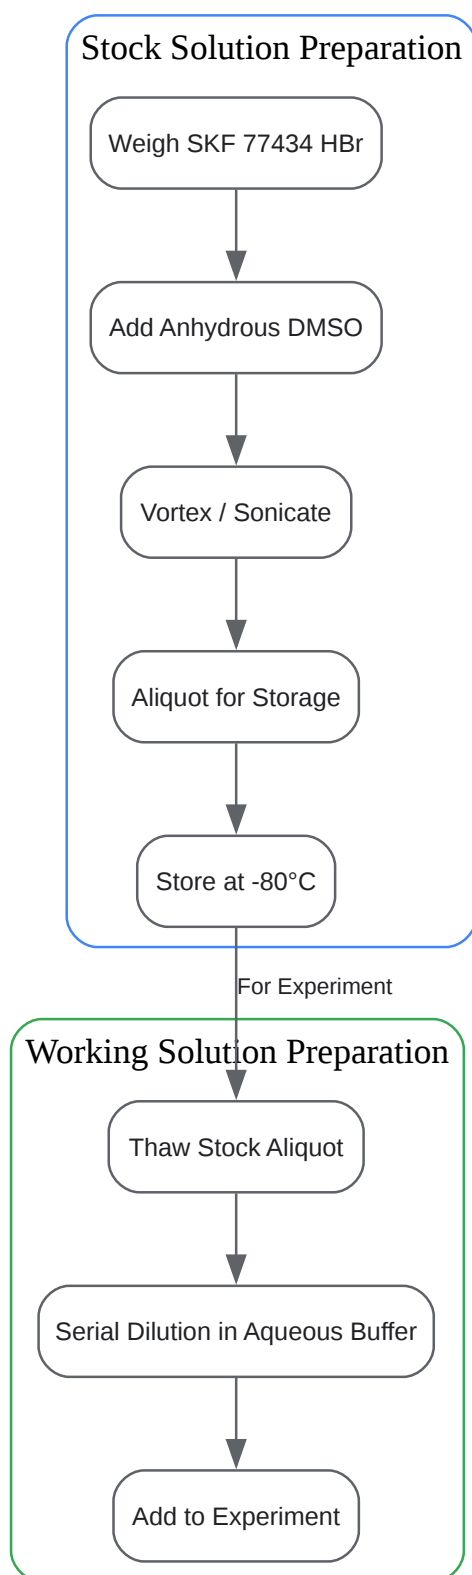 Stock Solution Preparation
Weigh SKF 77434 HBr
Add Anhydrous DMSO
Vortex / Sonicate
Aliquot for Storage
Store at -80°C
For Experiment
Working Solution Preparation
Thaw Stock Aliquot
Serial Dilution in Aqueous Buffer
Add to Experiment